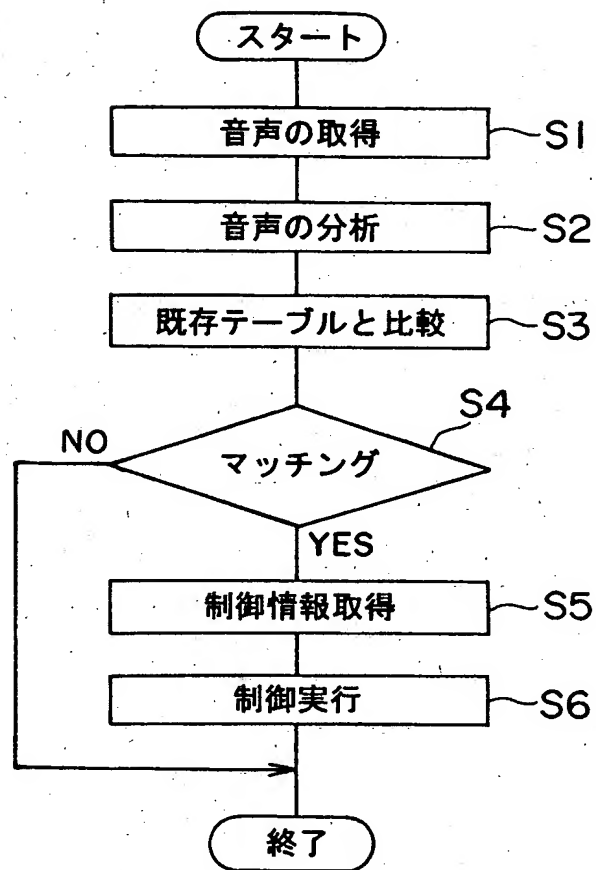 スタート
音声の取得 S1
音声の分析 S2
既存テーブルと比較 S3
S4
NO マッチング
YES
制御情報取得 S5
制御実行 S6
終了